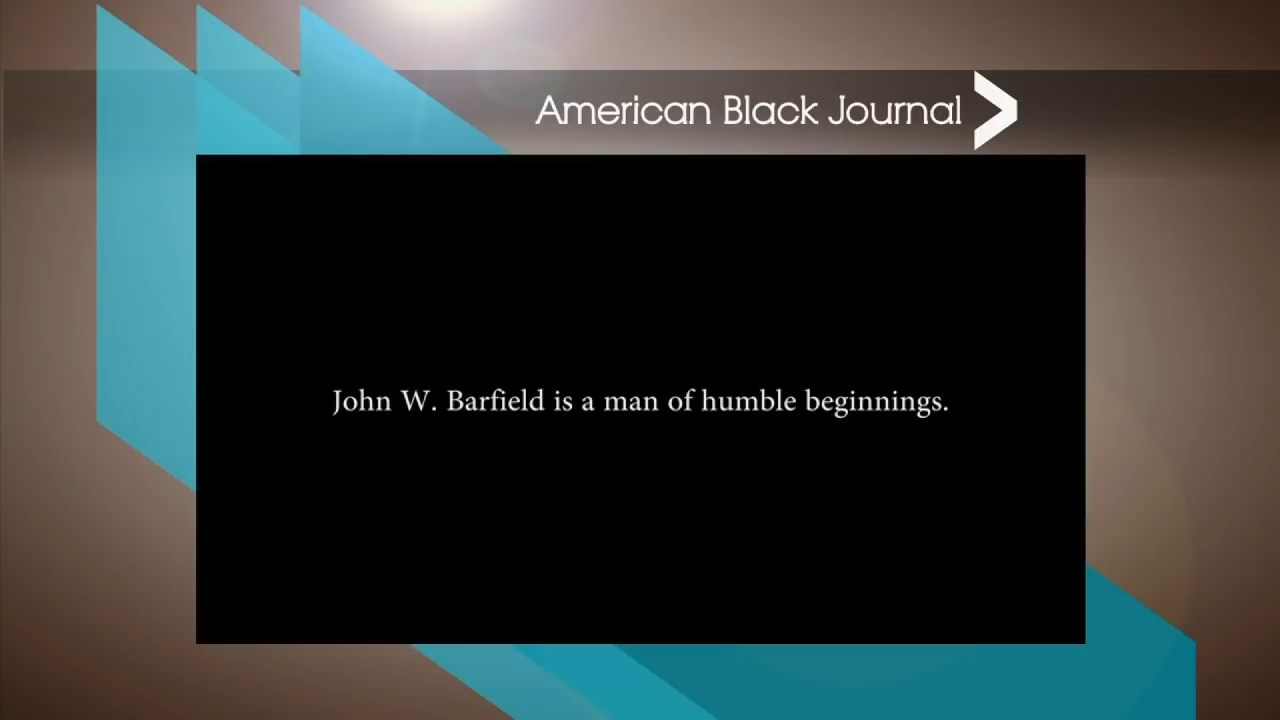 American Black Journal
John W. Barfield is a man of humble beginnings.